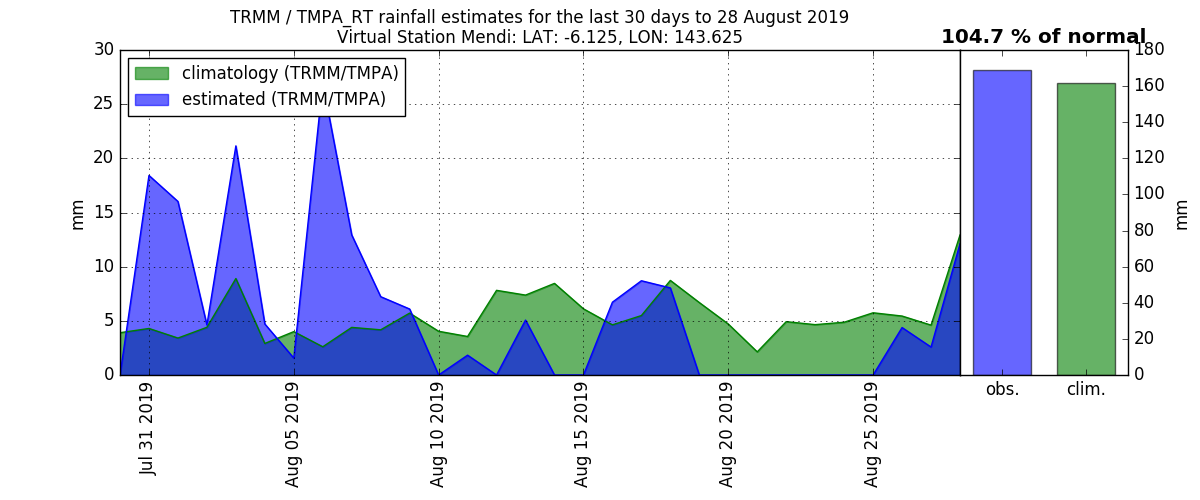 TRMM / TMPA_RT rainfall estimates for the last 30 days to 28 August 2019
Virtual Station Mendi: LAT: -6.125, LON: 143.625
104.7 % of normal
climatology (TRMM/TMPA)
estimated (TRMM/TMPA)
30
25
20
15
10
5
0
mm
Jul 31 2019
Aug 05 2019
Aug 10 2019
Aug 15 2019
Aug 20 2019
Aug 25 2019
obs.
clim.
180
160
140
120
100
80
60
40
20
0
mm